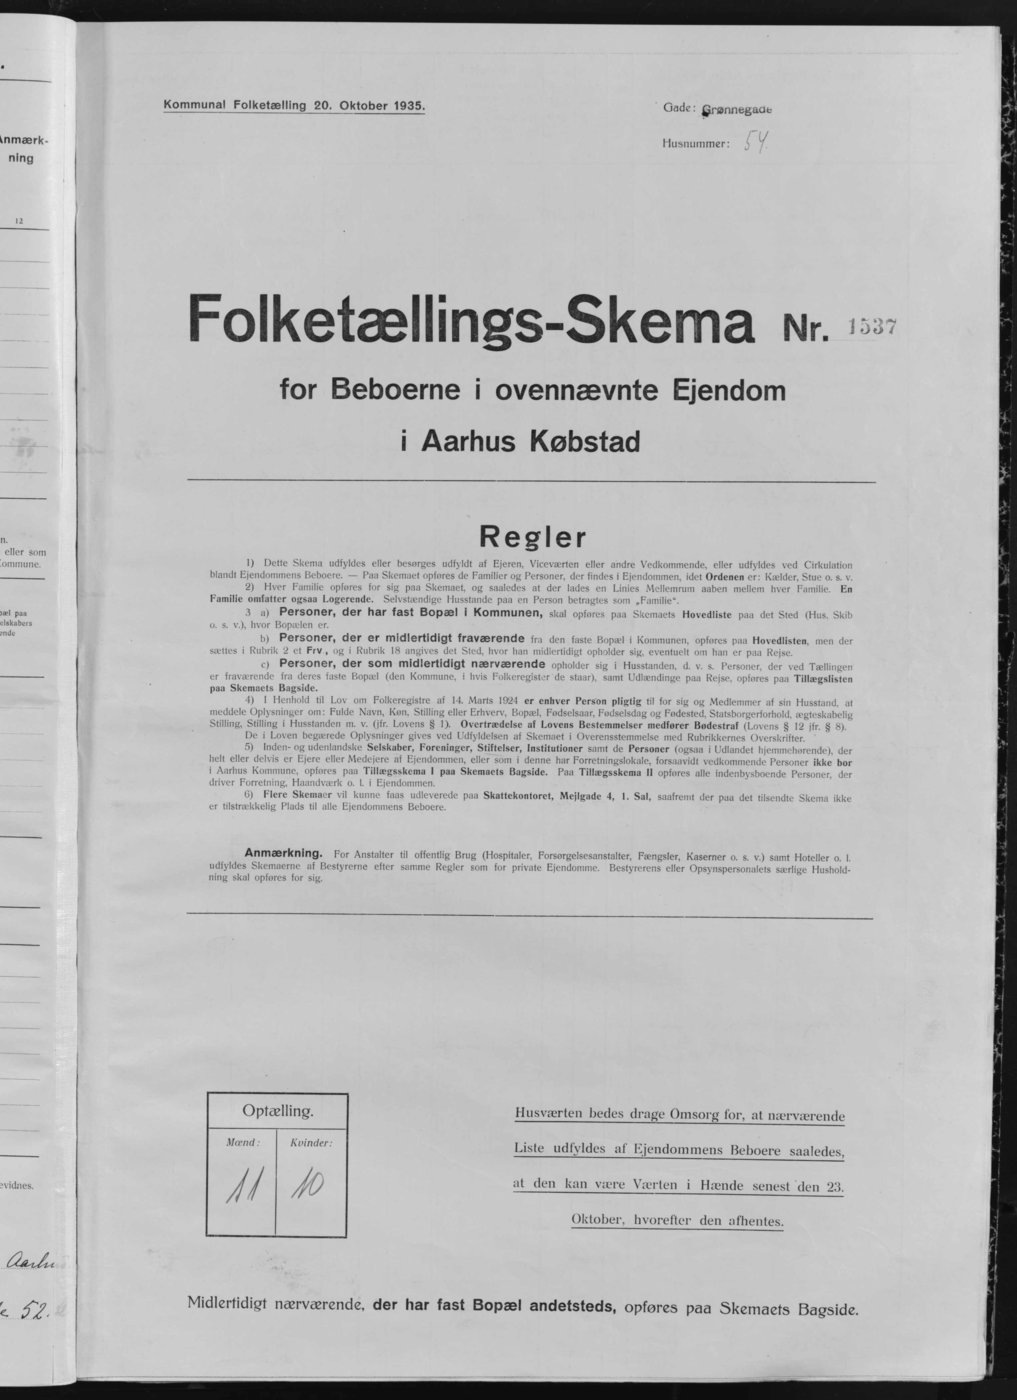 Anmærk-
ning
12
n.
eller som
ommune.
pæl paa
elskabers
ende
evidnes.
Aarhu
52.
Kommunal Folketælling 20. Oktober 1935.
Gade: Grønnegade
Husnummer: 54.
Folketællings-Skema Nr. 1537
for Beboerne i ovennævnte Ejendom
i Aarhus Købstad
Regler
1) Dette Skema udfyldes eller besørges udfyldt af Ejeren, Viceværten eller andre Vedkommende, eller udfyldes ved Cirkulation
blandt Ejendommens Beboere. — Paa Skemaet opføres de Familier og Personer, der findes i Ejendommen, idet Ordenen er: Kælder, Stue o. s. v.
2) Hver Familie opføres for sig paa Skemaet, og saaledes at der lades en Linies Mellemrum aaben mellem hver Familie. En
Familie omfatter ogsaa Logerende. Selvstændige Husstande paa en Person betragtes som „Familie“.
3 a) Personer, der har fast Bopæl i Kommunen, skal opføres paa Skemaets Hovedliste paa det Sted (Hus, Skib
o. s. v.), hvor Bopælen er.
b) Personer, der er midlertidigt fraværende fra den faste Bopæl i Kommunen, opføres paa Hovedlisten, men der
sættes i Rubrik 2 et Frv., og i Rubrik 18 angives det Sted, hvor han midlertidigt opholder sig, eventuelt om han er paa Rejse.
c) Personer, der som midlertidigt nærværende opholder sig i Husstanden, d. v. s. Personer, der ved Tællingen
er fraværende fra deres faste Bopæl (den Kommune, i hvis Folkeregister de staar), samt Udlændinge paa Rejse, opføres paa Tillægslisten
paa Skemaets Bagside.
4) I Henhold til Lov om Folkeregistre af 14. Marts 1924 er enhver Person pligtig til for sig og Medlemmer af sin Husstand, at
meddele Oplysninger om: Fulde Navn, Køn, Stilling eller Erhverv, Bopæl, Fødselsaar, Fødselsdag og Fødested, Statsborgerforhold, ægteskabelig
Stilling, Stilling i Husstanden m. v. (jfr. Lovens § 1). Overtrædelse af Lovens Bestemmelser medfører Bødestraf (Lovens § 12 jfr. § 8).
De i Loven begærede Oplysninger gives ved Udfyldelsen af Skemaet i Overensstemmelse med Rubrikkernes Overskrifter.
5) Inden- og udenlandske Selskaber, Foreninger, Stiftelser, Institutioner samt de Personer (ogsaa i Udlandet hjemmehørende), der
helt eller delvis er Ejere eller Medejere af Ejendommen, eller som i denne har Forretningslokale, forsaavidt vedkommende Personer ikke bor
i Aarhus Kommune, opføres paa Tillægsskema I paa Skemaets Bagside. Paa Tillægsskema II opføres alle indenbysboende Personer, der
driver Forretning, Haandværk o. l. i Ejendommen.
6) Flere Skemaer vil kunne faas udleverede paa Skattekontoret, Mejlgade 4, 1. Sal, saafremt der paa det tilsendte Skema ikke
er tilstrækkelig Plads til alle Ejendommens Beboere.
Anmærkning. For Anstalter til offentlig Brug (Hospitaler, Forsørgelsesanstalter, Fængsler, Kaserner o. s. v.) samt Hoteller o. l.
udfyldes Skemaerne af Bestyrerne efter samme Regler som for private Ejendomme. Bestyrerens eller Opsynspersonalets særlige Hushold-
ning skal opføres for sig.
Optælling.
Mænd: Kvinder:
11 10
Husværten bedes drage Omsorg for, at nærværende
Liste udfyldes af Ejendommens Beboere saaledes,
at den kan være Værten i Hænde senest den 23.
Oktober, hvorefter den afhentes.
Midlertidigt nærværende, der har fast Bopæl andetsteds, opføres paa Skemaets Bagside.